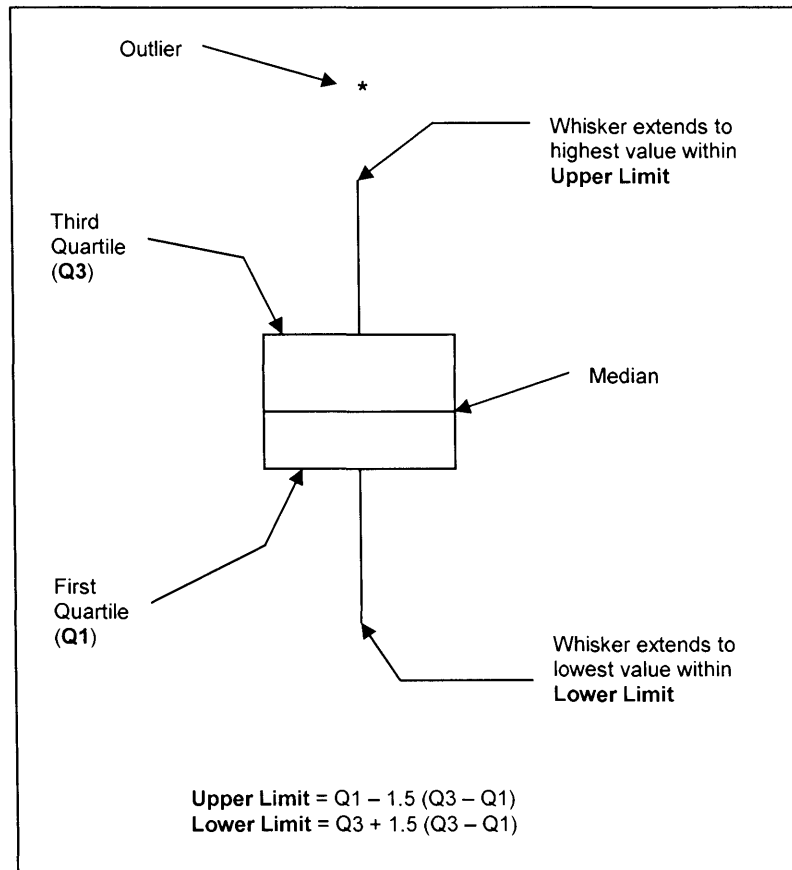 Outlier
*
Whisker extends to
highest value within
Upper Limit
Third
Quartile
(Q3)
Median
First
Quartile
(Q1)
Whisker extends to
lowest value within
Lower Limit
Upper Limit = Q1 – 1.5 (Q3 – Q1)
Lower Limit = Q3 + 1.5 (Q3 – Q1)